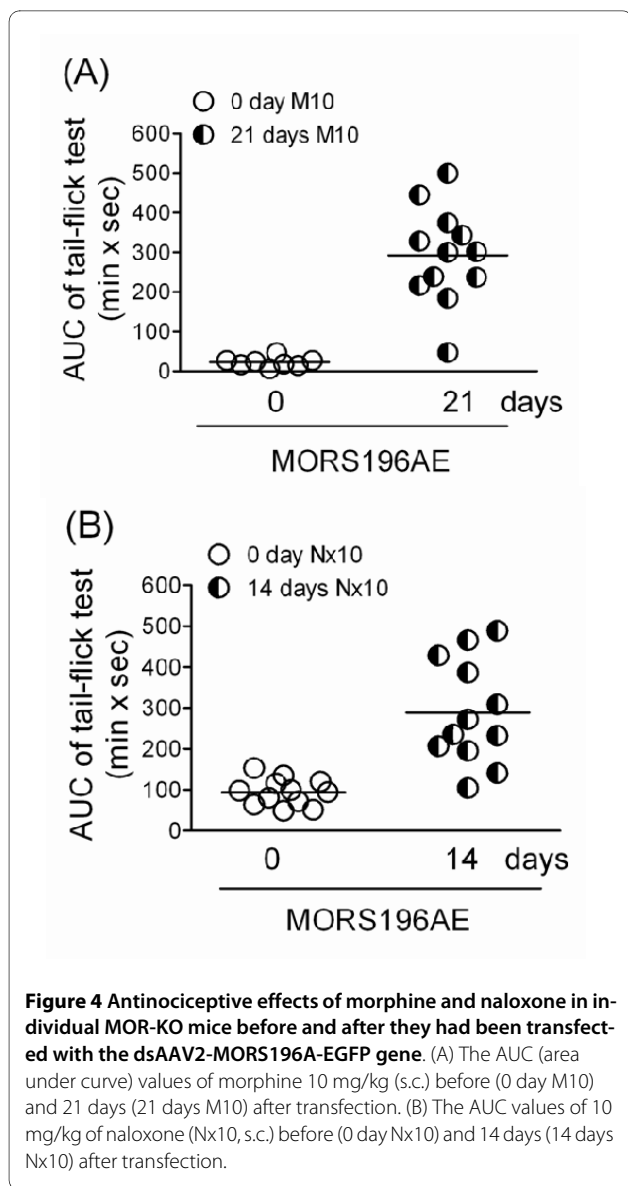 (A)
0 day M10
21 days M10
AUC of tail-flick test
(min x sec)
600
500
400
300
200
100
0
0 21 days
MORS196AE
(B)
0 day Nx10
14 days Nx10
AUC of tail-flick test
(min x sec)
600
500
400
300
200
100
0
0 14 days
MORS196AE
Figure 4 Antinociceptive effects of morphine and naloxone in in-
dividual MOR-KO mice before and after they had been transfect-
ed with the dsAAV2-MORS196A-EGFP gene. (A) The AUC (area
under curve) values of morphine 10 mg/kg (s.c.) before (0 day M10)
and 21 days (21 days M10) after transfection. (B) The AUC values of 10
mg/kg of naloxone (Nx10, s.c.) before (0 day Nx10) and 14 days (14 days
Nx10) after transfection.